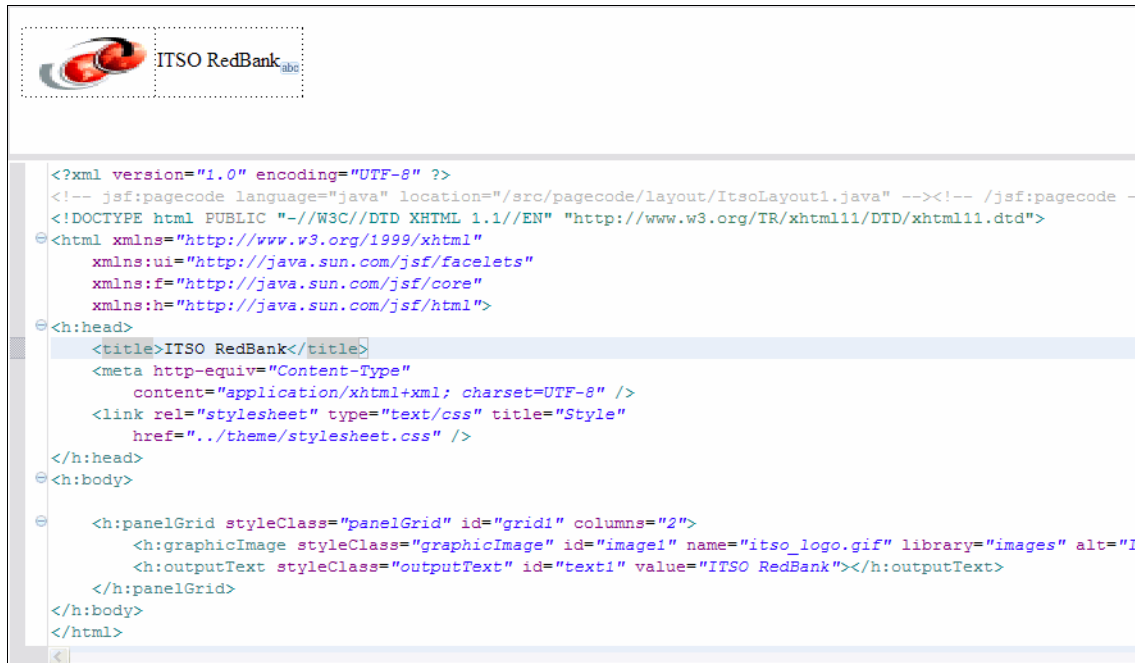 ITSO RedBank abc
<?xml version="1.0" encoding="UTF-8" ?>
<!-- jsf:pagecode language="java" location="/src/pagecode/layout/ItsoLayout1.java" --><!-- /jsf:pagecode -
<!DOCTYPE html PUBLIC "-//W3C//DTD XHTML 1.1//EN" "http://www.w3.org/TR/xhtml11/DTD/xhtml11.dtd">
<html xmlns="http://www.w3.org/1999/xhtml"
xmlns:ui="http://java.sun.com/jsf/facelets"
xmlns:f="http://java.sun.com/jsf/core"
xmlns:h="http://java.sun.com/jsf/html">
<h:head>
<title>ITSO RedBank</title>
<meta http-equiv="Content-Type"
content="application/xhtml+xml; charset=UTF-8" />
<link rel="stylesheet" type="text/css" title="Style"
href="../theme/stylesheet.css" />
</h:head>
<h:body>
<h:panelGrid styleClass="panelGrid" id="grid1" columns="2">
<h:graphicImage styleClass="graphicImage" id="image1" name="itso_logo.gif" library="images" alt="I
<h:outputText styleClass="outputText" id="text1" value="ITSO RedBank"></h:outputText>
</h:panelGrid>
</h:body>
</html>